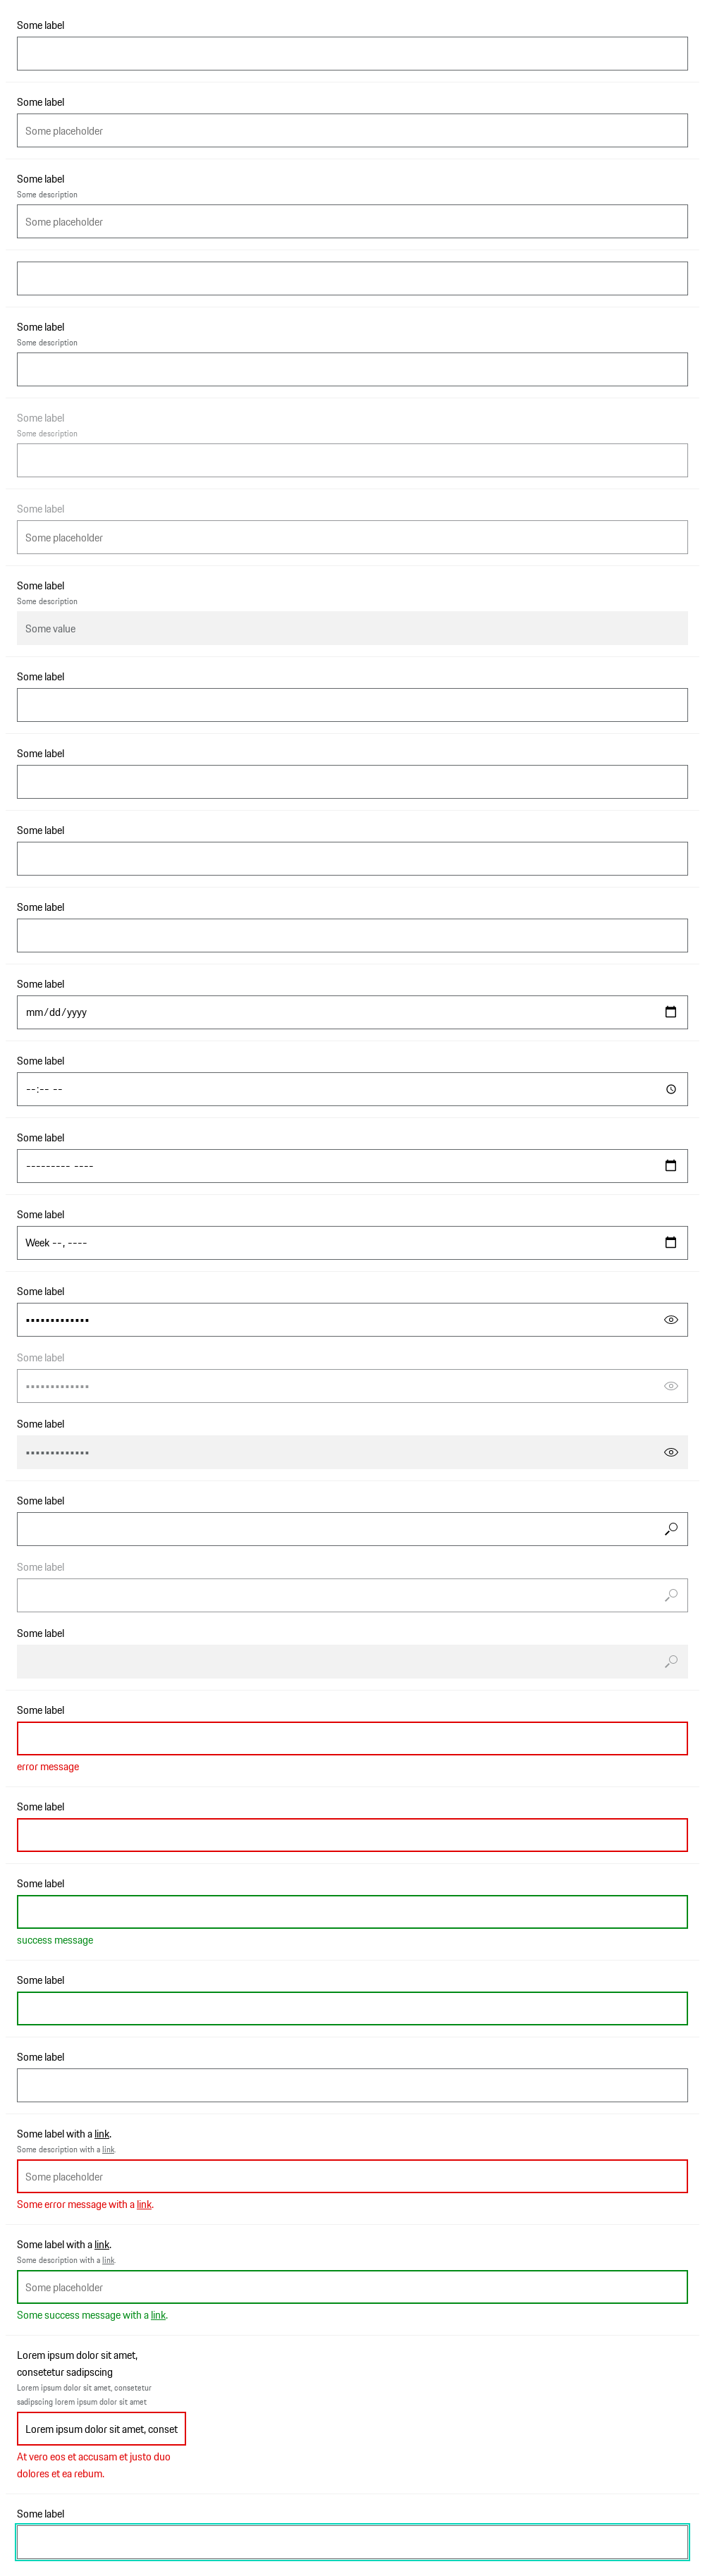 Some label
Some label
Some placeholder
Some label
Some description
Some placeholder
Some label
Some description
Some label
Some description
Some label
Some placeholder
Some label
Some description
Some value
Some label
Some label
Some label
Some label
Some label
mm/dd/yyyy
Some label
--:-- --
Some label
--------- ----
Some label
Week --, ----
Some label
•••••••••••••
Some label
•••••••••••••
Some label
•••••••••••••
Some label
Some label
Some label
Some label
error message
Some label
Some label
success message
Some label
Some label
Some label with a link.
Some description with a link.
Some placeholder
Some error message with a link.
Some label with a link.
Some description with a link.
Some placeholder
Some success message with a link.
Lorem ipsum dolor sit amet,
consetetur sadipscing
Lorem ipsum dolor sit amet, consetetur
sadipscing lorem ipsum dolor sit amet
Lorem ipsum dolor sit amet, conset
At vero eos et accusam et justo duo
dolores et ea rebum.
Some label